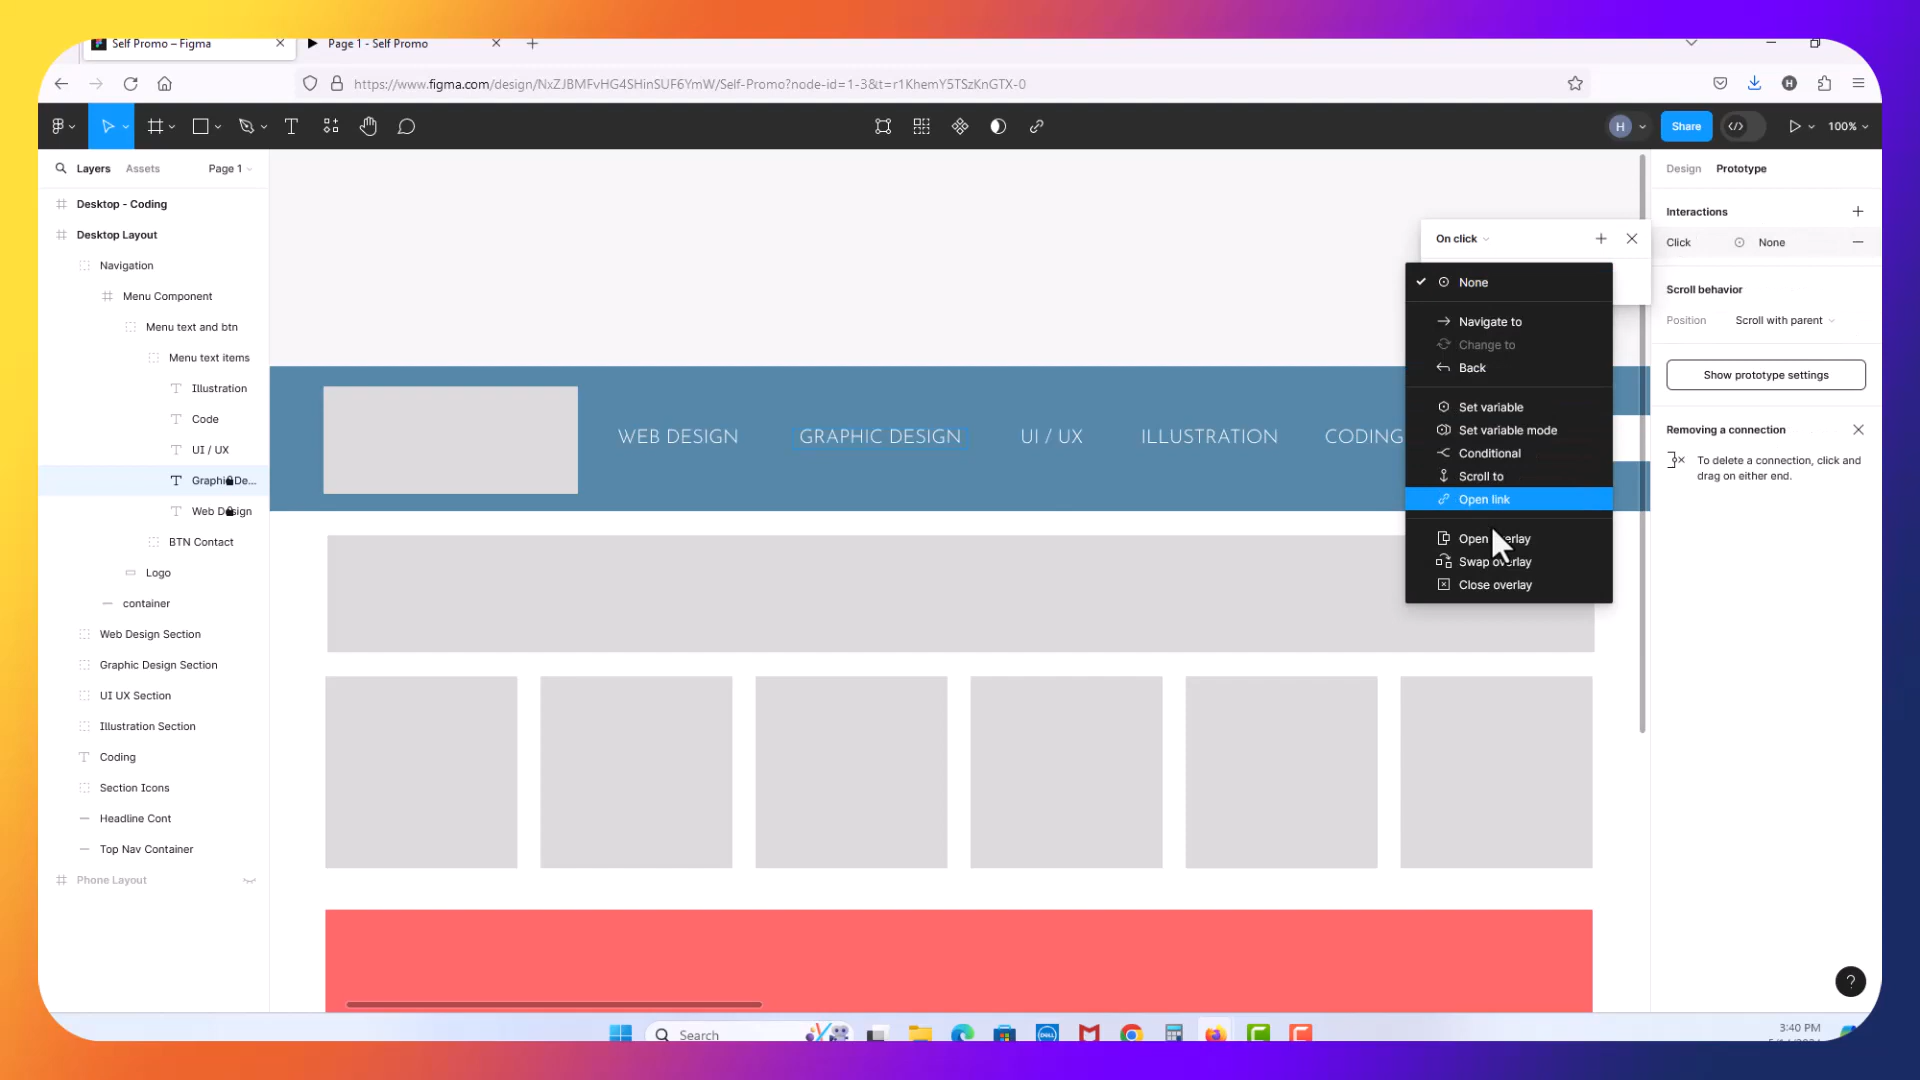 Self Promo – Figma
Page 1 - Self Promo
https://www.figma.com/design/NxZJBMFvHG4SHinSUF6YmW/Self-Promo?node-id=1-3&t=r1KhemY5TSzKnGTX-0
H
Share
100%
Layers
Assets
Page 1
Design
Prototype
Desktop - Coding
Desktop Layout
Navigation
Menu Component
Menu text and btn
Menu text items
Illustration
Code
UI / UX
Graphic De...
Web Design
BTN Contact
Logo
container
Web Design Section
Graphic Design Section
UI UX Section
Illustration Section
Coding
Section Icons
Headline Cont
Top Nav Container
Phone Layout
WEB DESIGN
GRAPHIC DESIGN
UI / UX
ILLUSTRATION
CODING
On click
None
Navigate to
Change to
Back
Set variable
Set variable mode
Conditional
Scroll to
Open link
Open overlay
Swap overlay
Close overlay
Interactions
Click
None
Scroll behavior
Position
Scroll with parent
Show prototype settings
Removing a connection
To delete a connection, click and
drag on either end.
?
Search
3:40 PM